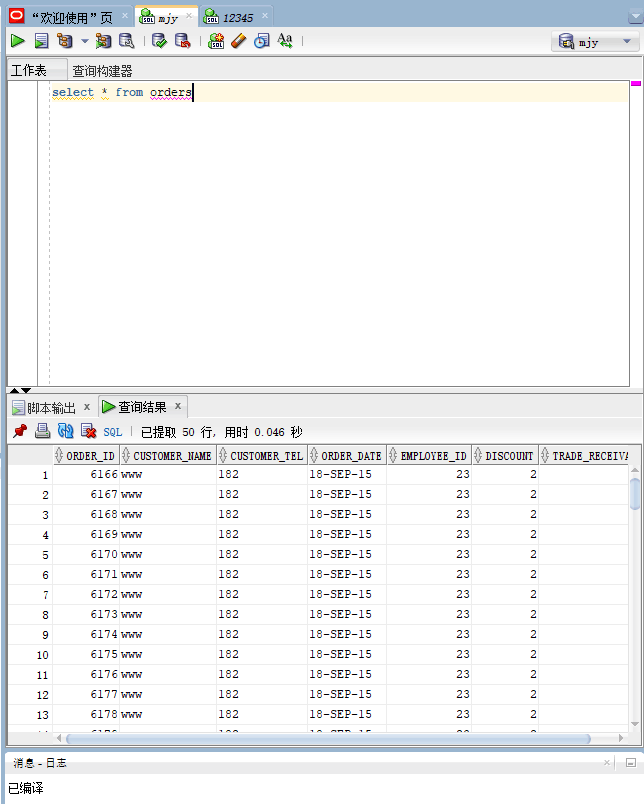 “欢迎使用”页 mjy 12345
mjy
工作表 查询构建器
select * from orders
脚本输出 x 查询结果 x
SQL | 已提取 50 行, 用时 0.046 秒
ORDER_ID CUSTOMER_NAME CUSTOMER_TEL ORDER_DATE EMPLOYEE_ID DISCOUNT TRADE_RECEIVA
1 6166 www 182 18-SEP-15 23 2
2 6167 www 182 18-SEP-15 23 2
3 6168 www 182 18-SEP-15 23 2
4 6169 www 182 18-SEP-15 23 2
5 6170 www 182 18-SEP-15 23 2
6 6171 www 182 18-SEP-15 23 2
7 6172 www 182 18-SEP-15 23 2
8 6173 www 182 18-SEP-15 23 2
9 6174 www 182 18-SEP-15 23 2
10 6175 www 182 18-SEP-15 23 2
11 6176 www 182 18-SEP-15 23 2
12 6177 www 182 18-SEP-15 23 2
13 6178 www 182 18-SEP-15 23 2
消息 - 日志
已编译